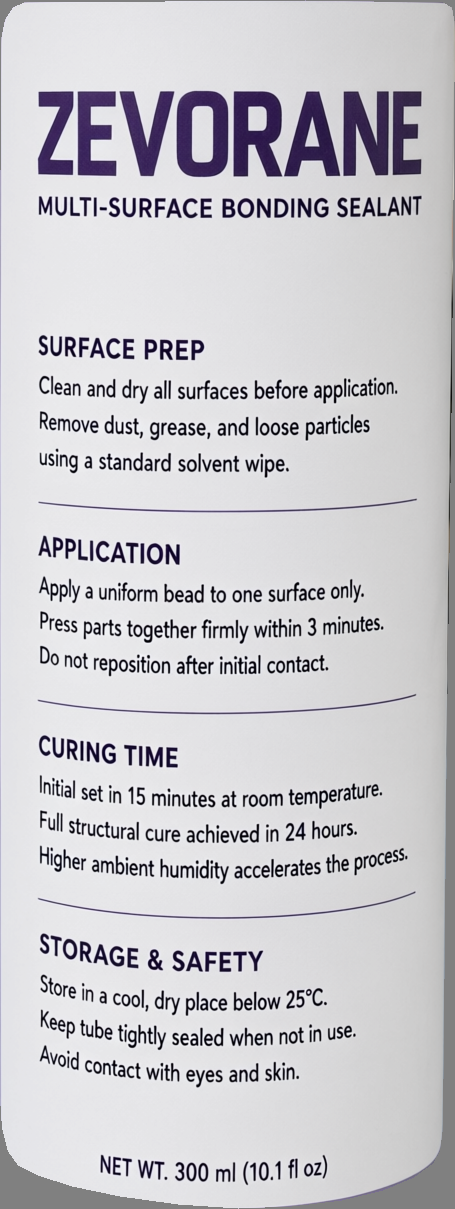 ZEVORANE
MULTI-SURFACE BONDING SEALANT
SURFACE PREP
Clean and dry all surfaces before application.
Remove dust, grease, and loose particles
using a standard solvent wipe.
APPLICATION
Apply a uniform bead to one surface only.
Press parts together firmly within 3 minutes.
Do not reposition after initial contact.
CURING TIME
Initial set in 15 minutes at room temperature.
Full structural cure achieved in 24 hours.
Higher ambient humidity accelerates the process.
STORAGE & SAFETY
Store in a cool, dry place below 25°C.
Keep tube tightly sealed when not in use.
Avoid contact with eyes and skin.
NET WT. 300 ml (10.1 fl oz)